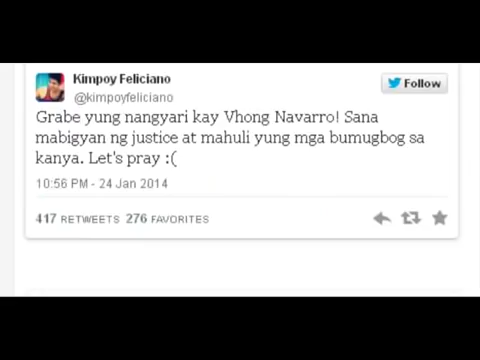 Kimpoy Feliciano
@kimpoyfeliciano
Follow
Grabe yung nangyari kay Vhong Navarro! Sana
mabigyan ng justice at mahuli yung mga bumugbog sa
kanya. Let's pray :(
10:56 PM - 24 Jan 2014
417 RETWEETS 276 FAVORITES